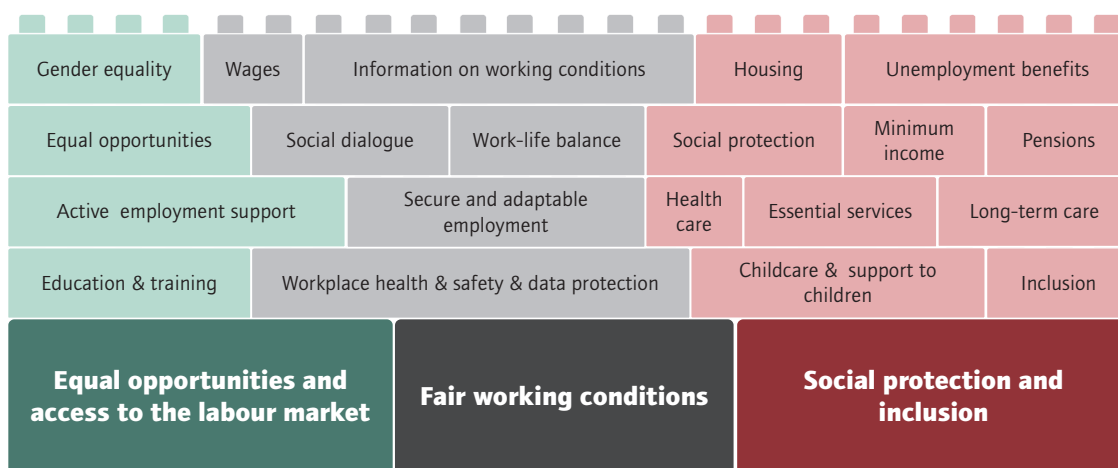 Gender equality
Wages
Information on working conditions
Housing
Unemployment benefits
Equal opportunities
Social dialogue
Work-life balance
Social protection
Minimum
income
Pensions
Active employment support
Secure and adaptable
employment
Health
care
Essential services
Long-term care
Education & training
Workplace health & safety & data protection
Childcare & support to
children
Inclusion
Equal opportunities and
access to the labour market
Fair working conditions
Social protection and
inclusion